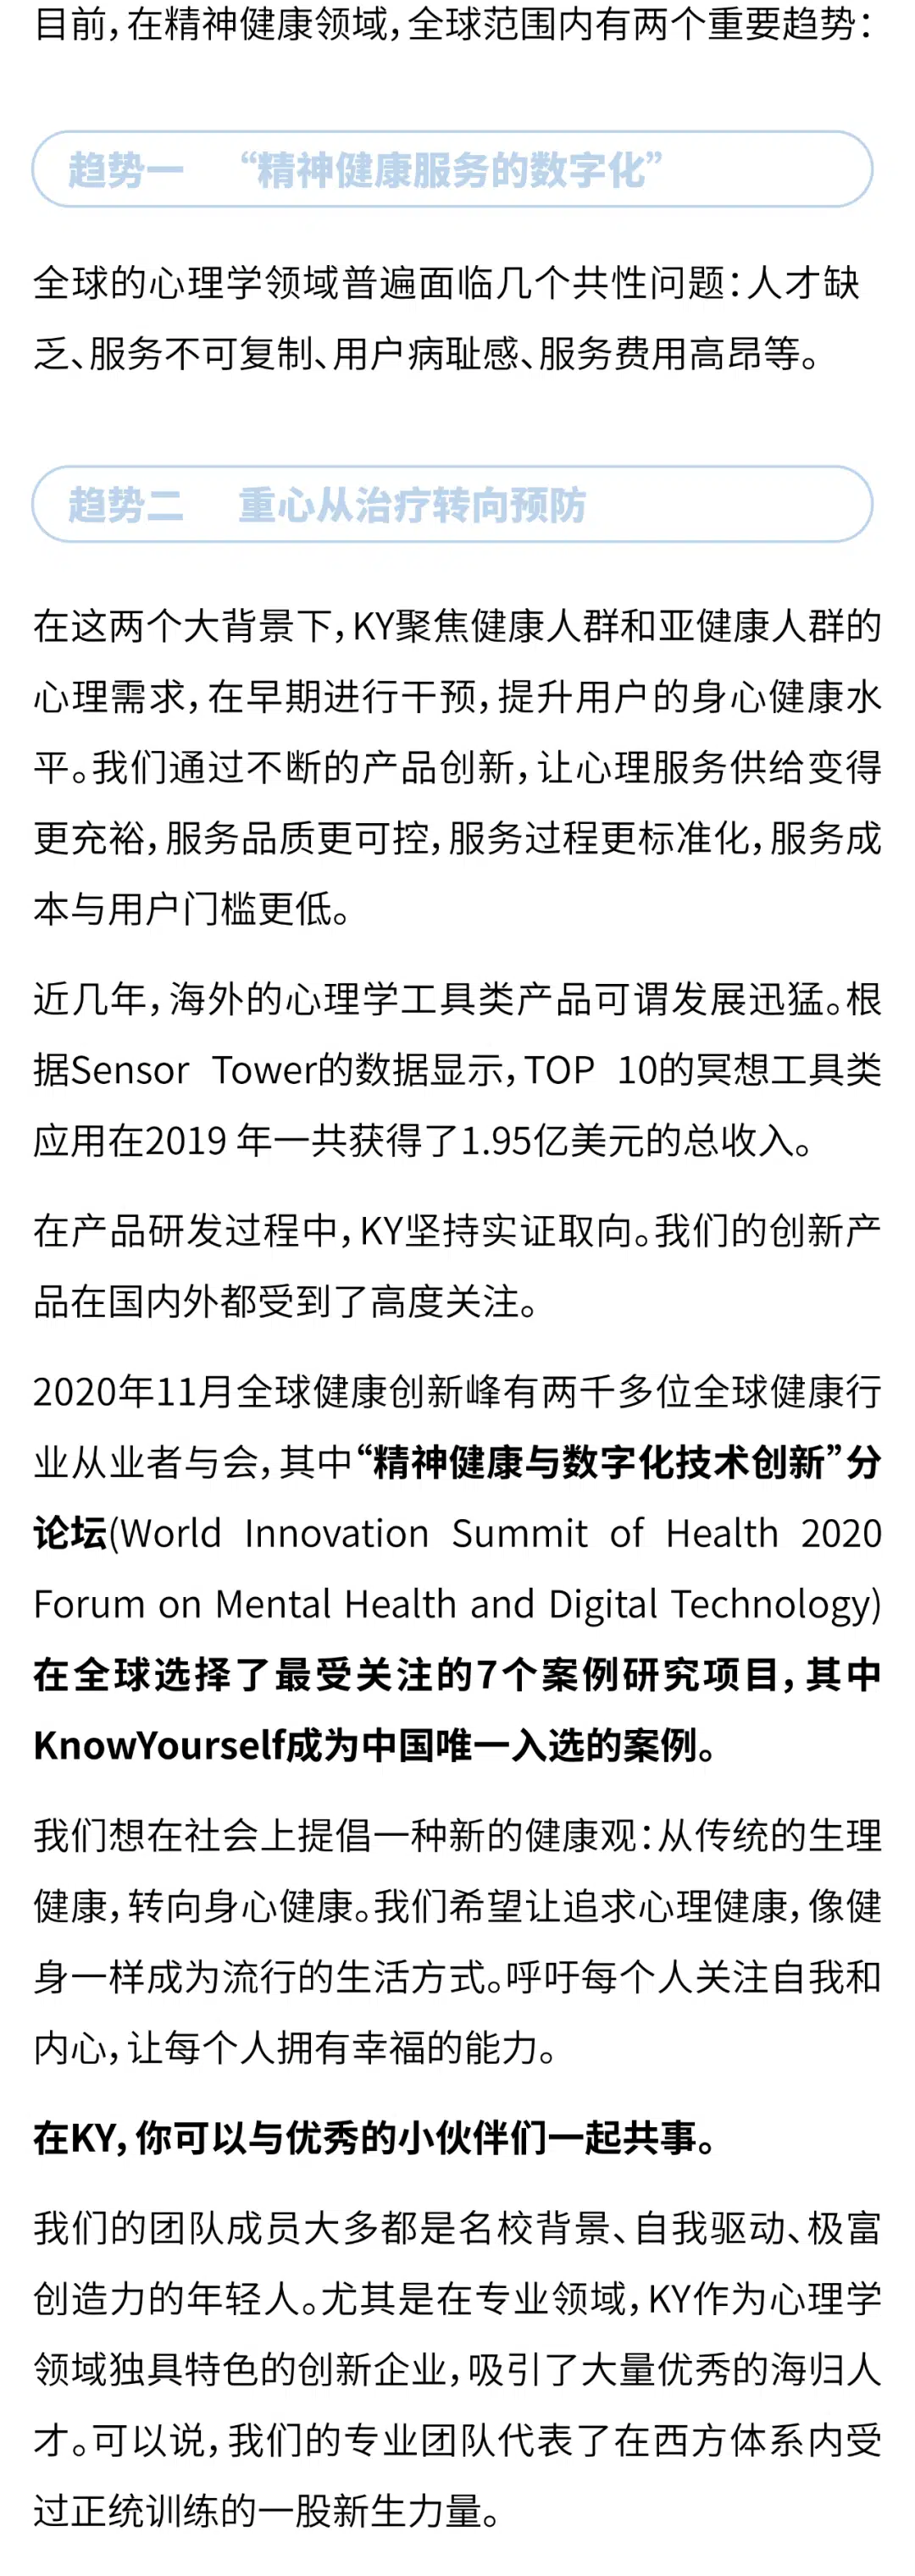 目前，在精神健康领域，全球范围内有两个重要趋势：
趋势一 “精神健康服务的数字化”
全球的心理学领域普遍面临几个共性问题：人才缺
乏、服务不可复制、用户病耻感、服务费用高昂等。
趋势二 重心从治疗转向预防
在这两个大背景下，KY聚焦健康人群和亚健康人群的
心理需求，在早期进行干预，提升用户的身心健康水
平。我们通过不断的产品创新，让心理服务供给变得
更充裕，服务品质更可控，服务过程更标准化，服务成
本与用户门槛更低。
近几年，海外的心理学工具类产品可谓发展迅猛。根
据Sensor Tower的数据显示，TOP 10的冥想工具类
应用在2019 年一共获得了1.95亿美元的总收入。
在产品研发过程中，KY坚持实证取向。我们的创新产
品在国内外都受到了高度关注。
2020年11月全球健康创新峰有两千多位全球健康行
业从业者与会，其中“精神健康与数字化技术创新”分
论坛(World Innovation Summit of Health 2020
Forum on Mental Health and Digital Technology)
在全球选择了最受关注的7个案例研究项目，其中
KnowYourself成为中国唯一入选的案例。
我们想在社会上提倡一种新的健康观：从传统的生理
健康，转向身心健康。我们希望让追求心理健康，像健
身一样成为流行的生活方式。呼吁每个人关注自我和
内心，让每个人拥有幸福的能力。
在KY，你可以与优秀的小伙伴们一起共事。
我们的团队成员大多都是名校背景、自我驱动、极富
创造力的年轻人。尤其是在专业领域，KY作为心理学
领域独具特色的创新企业，吸引了大量优秀的海归人
才。可以说，我们的专业团队代表了在西方体系内受
过正统训练的一股新生力量。